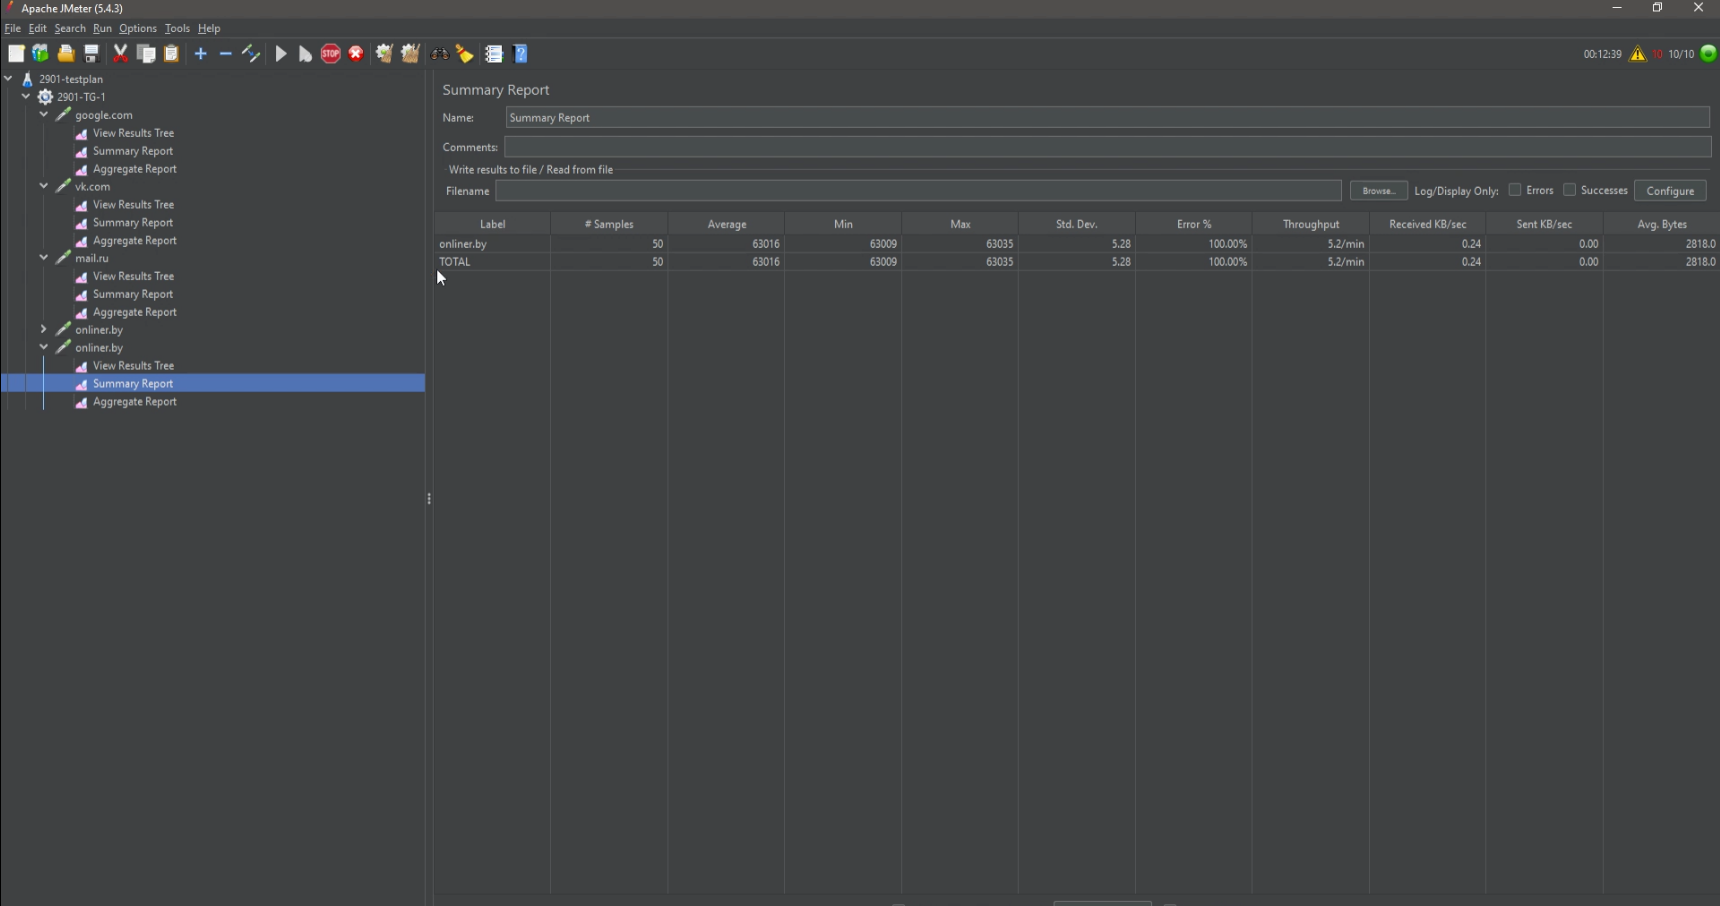 Apache JMeter (5.4.3)
File Edit Search Run Options Tools Help
STOP ? 00:12:39 10 10/10
2901-testplan
2901-TG-1
google.com
View Results Tree
Summary Report
Aggregate Report
vk.com
View Results Tree
Summary Report
Aggregate Report
mail.ru
View Results Tree
Summary Report
Aggregate Report
onliner.by
onliner.by
View Results Tree
Summary Report
Aggregate Report
Summary Report
Name: Summary Report
Comments:
Write results to file / Read from file
Filename Browse... Log/Display Only: Errors Successes Configure
Label # Samples Average Min Max Std. Dev. Error % Throughput Received KB/sec Sent KB/sec Avg. Bytes
onliner.by 50 63016 63009 63035 5.28 100.00% 5.2/min 0.24 0.00 2818.0
TOTAL 50 63016 63009 63035 5.28 100.00% 5.2/min 0.24 0.00 2818.0